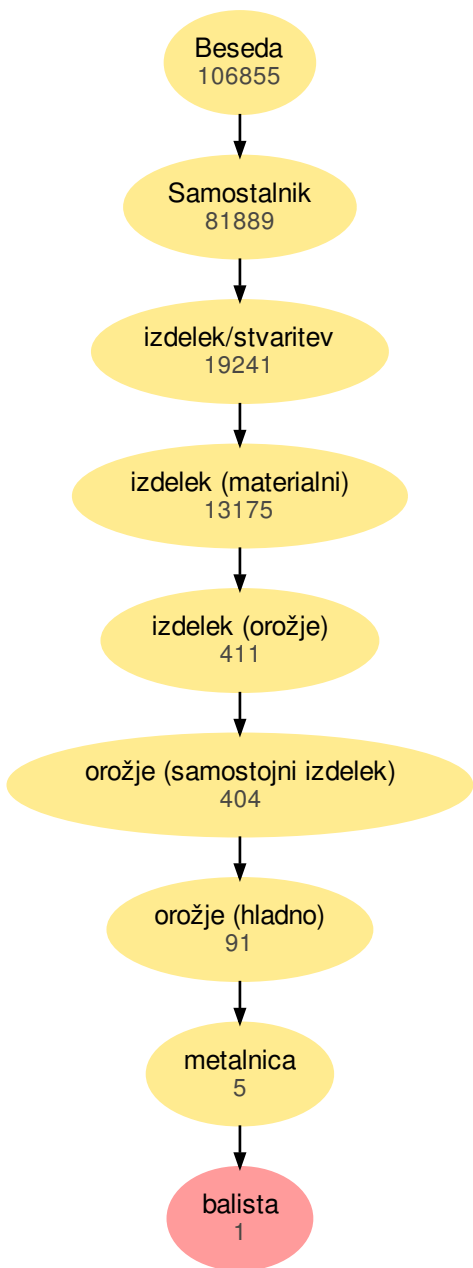 Beseda
106855
Samostalnik
81889
izdelek/stvaritev
19241
izdelek (materialni)
13175
izdelek (orožje)
411
orožje (samostojni izdelek)
404
orožje (hladno)
91
metalnica
5
balista
1